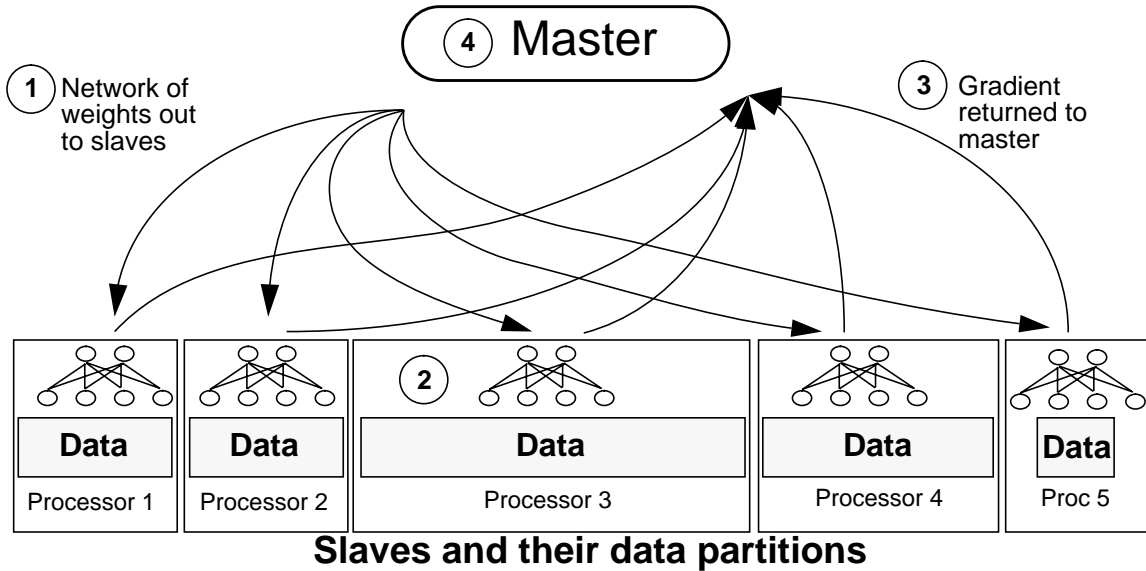 4 Master
1 Network of
weights out
to slaves
3 Gradient
returned to
master
2
Data
Data
Data
Data
Data
Processor 1
Processor 2
Processor 3
Processor 4
Proc 5
Slaves and their data partitions